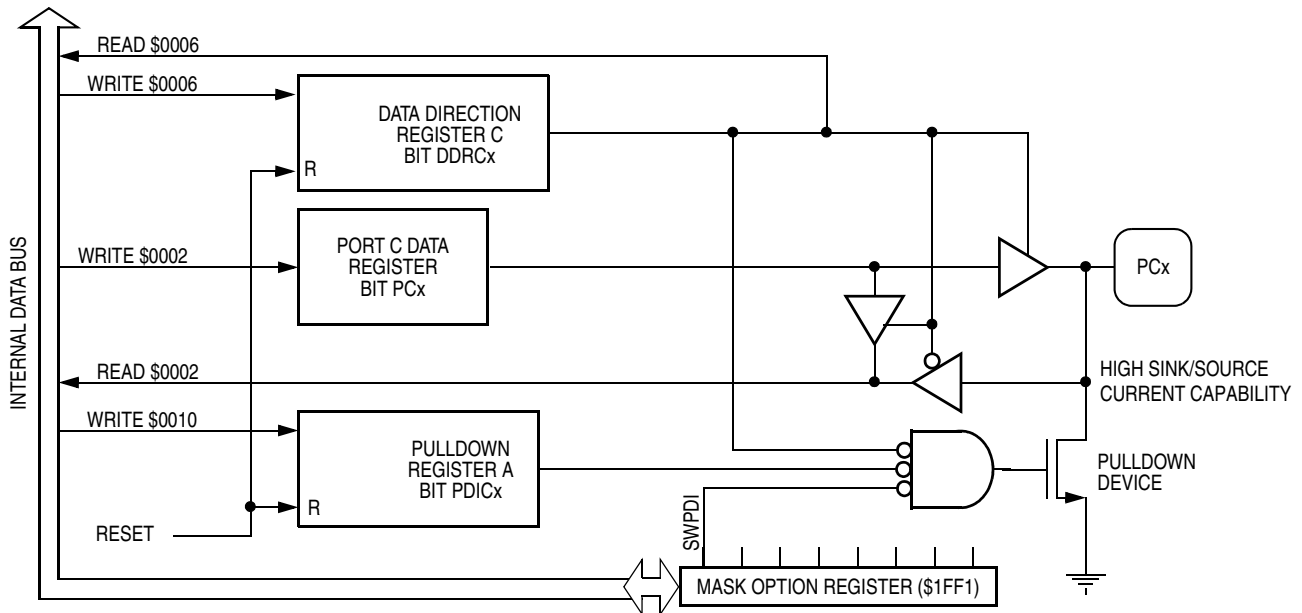 READ $0006
WRITE $0006
DATA DIRECTION
REGISTER C
BIT DDRCx
R
INTERNAL DATA BUS
WRITE $0002
PORT C DATA
REGISTER
BIT PCx
PCx
READ $0002
HIGH SINK/SOURCE
CURRENT CAPABILITY
WRITE $0010
PULLDOWN
REGISTER A
BIT PDICx
R
PULLDOWN
DEVICE
RESET
SWPDI
MASK OPTION REGISTER ($1FF1)